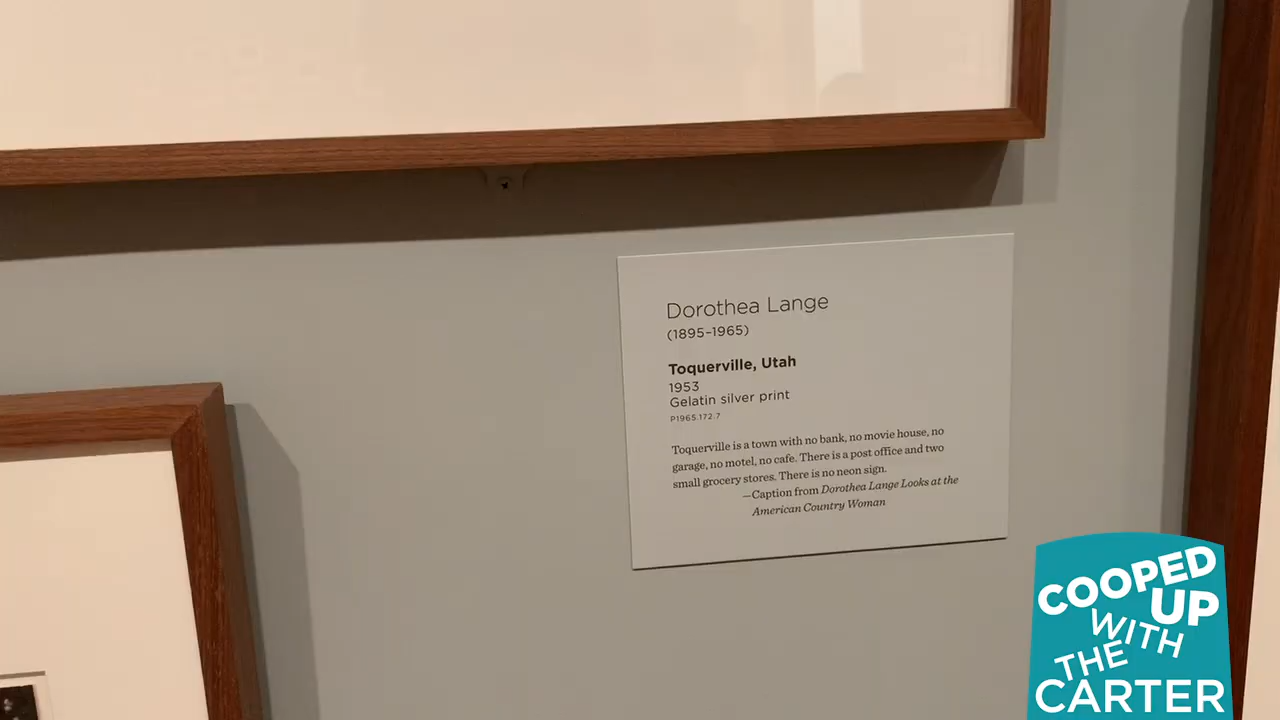 Dorothea Lange
(1895–1965)
Toquerville, Utah
1953
Gelatin silver print
P1965.172.7
Toquerville is a town with no bank, no movie house, no
garage, no motel, no cafe. There is a post office and two
small grocery stores. There is no neon sign.
—Caption from Dorothea Lange Looks at the
American Country Woman
COOPED
UP
WITH
THE
CARTER